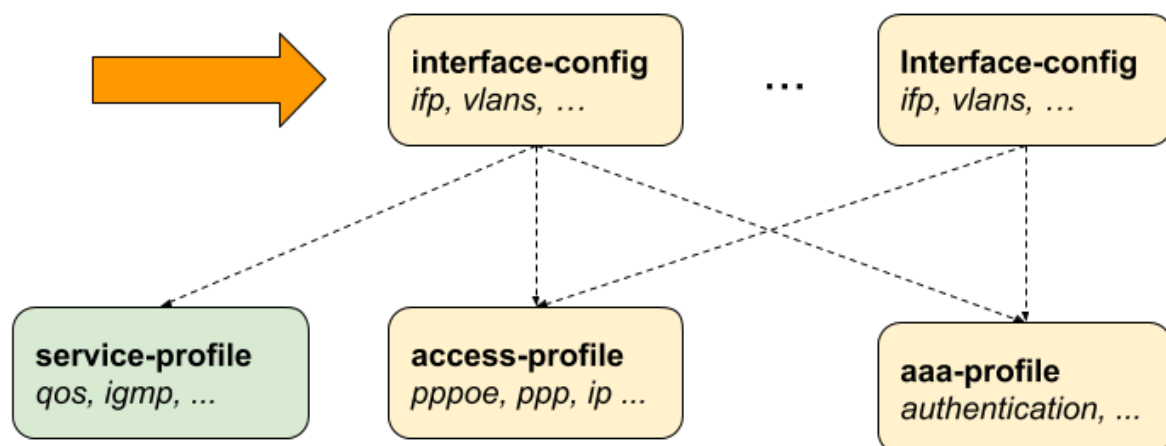 interface-config
ifp, vlans, …
...
Interface-config
ifp, vlans, …
service-profile
qos, igmp, ...
access-profile
pppoe, ppp, ip ...
aaa-profile
authentication, ...